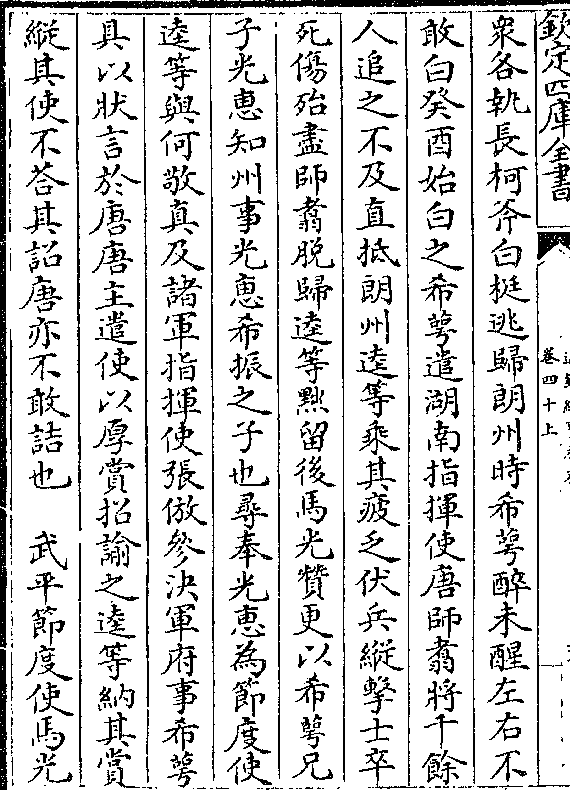 欽定四庫全書
卷四十上
衆各執長柯斧白梃逃歸朗州時希萼醉未醒左右不
敢白癸酉始白之希萼遣湖南指揮使唐師翥將千餘
人追之不及直抵朗州逵等乘其疲乏伏兵縱擊士卒
死傷殆盡師翥脱歸逵等㸃留後馬光贊更以希萼兄
子光惠知州事光惠希振之子也尋奉光惠為節度使
逵等與何敬真及諸軍指揮使張倣參決軍府事希萼
具以狀言於唐唐主遣使以厚賞招諭之逵等納其賞
縱其使不荅其詔唐亦不敢詰也　武平節度使馬光